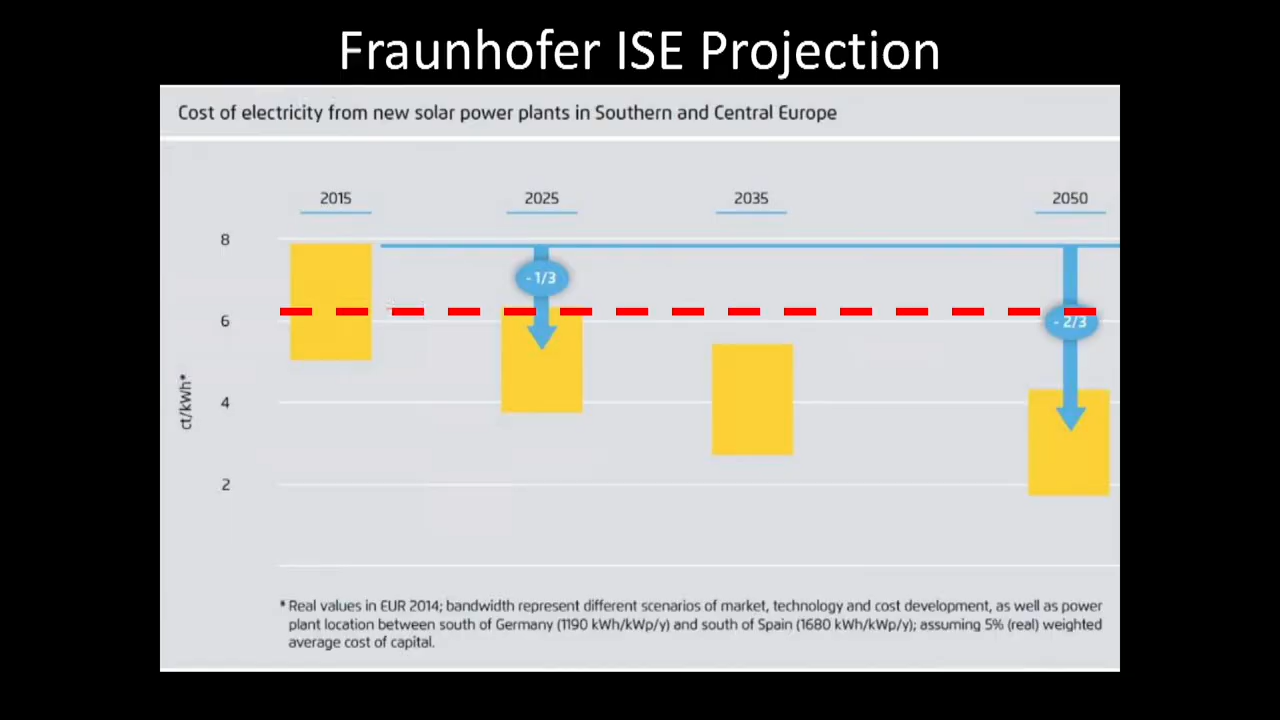 Fraunhofer ISE Projection
Cost of electricity from new solar power plants in Southern and Central Europe
2015 2025 2035 2050
8
- 1/3
6
- 2/3
ct/kWh*
4
2
* Real values in EUR 2014; bandwidth represent different scenarios of market, technology and cost development, as well as power
plant location between south of Germany (1190 kWh/kWp/y) and south of Spain (1680 kWh/kWp/y); assuming 5% (real) weighted
average cost of capital.